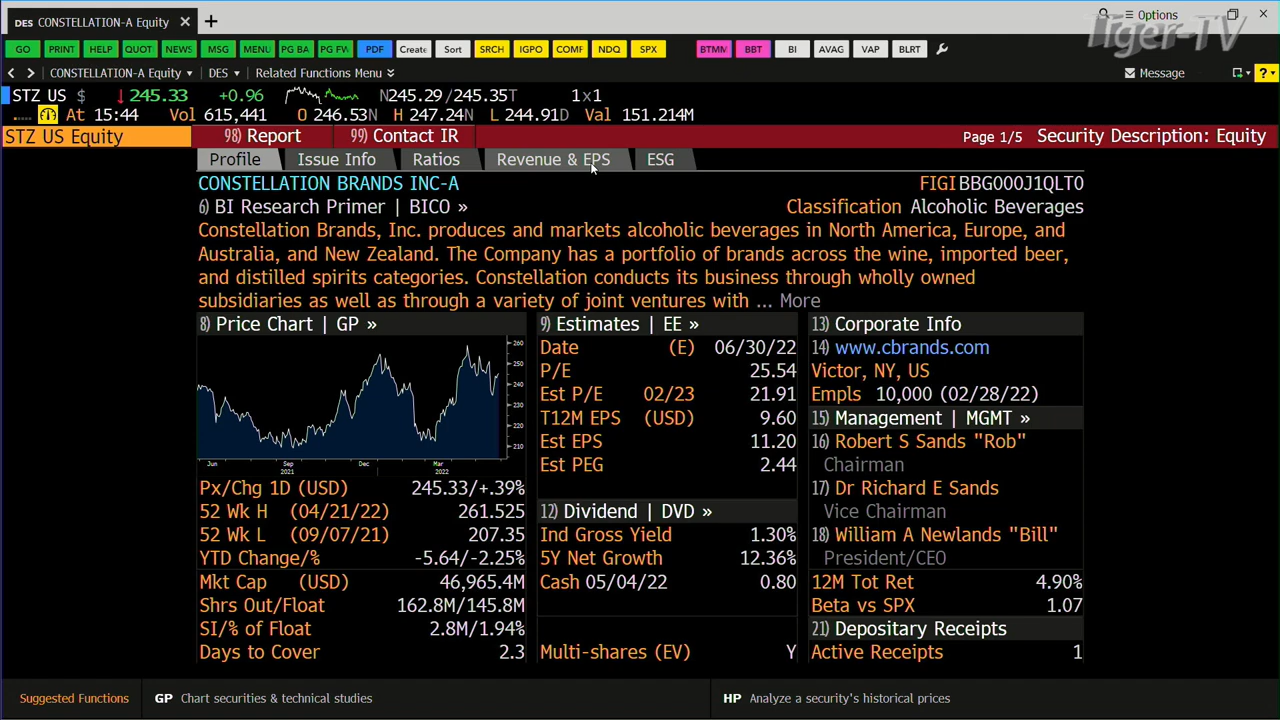 DES CONSTELLATION-A Equity × +
Options
Tiger-TV
GO PRINT HELP QUOT NEWS MSG MENU PG BA PG FW PDF Create Sort SRCH IGPO COMF NDQ SPX BTMM BBT BI AVAG VAP BLRT
< > CONSTELLATION-A Equity DES Related Functions Menu Message ?
STZ US $ ↓245.33 +0.96 N245.29/245.35T 1x1
At 15:44 Vol 615,441 O 246.53N H 247.24N L 244.91D Val 151.214M
STZ US Equity 98) Report 99) Contact IR Page 1/5 Security Description: Equity
Profile Issue Info Ratios Revenue & EPS ESG
CONSTELLATION BRANDS INC-A FIGI BBG000J1QLT0
6) BI Research Primer | BICO » Classification Alcoholic Beverages
Constellation Brands, Inc. produces and markets alcoholic beverages in North America, Europe, and
Australia, and New Zealand. The Company has a portfolio of brands across the wine, imported beer,
and distilled spirits categories. Constellation conducts its business through wholly owned
subsidiaries as well as through a variety of joint ventures with ... More
8) Price Chart | GP »
260
250
240
230
220
210
Jun Sep Dec Mar
2021 2022
Px/Chg 1D (USD) 245.33/+.39%
52 Wk H (04/21/22) 261.525
52 Wk L (09/07/21) 207.35
YTD Change/% -5.64/-2.25%
Mkt Cap (USD) 46,965.4M
Shrs Out/Float 162.8M/145.8M
SI/% of Float 2.8M/1.94%
Days to Cover 2.3
9) Estimates | EE »
Date (E) 06/30/22
P/E 25.54
Est P/E 02/23 21.91
T12M EPS (USD) 9.60
Est EPS 11.20
Est PEG 2.44
12) Dividend | DVD »
Ind Gross Yield 1.30%
5Y Net Growth 12.36%
Cash 05/04/22 0.80
Multi-shares (EV) Y
13) Corporate Info
14) www.cbrands.com
Victor, NY, US
Empls 10,000 (02/28/22)
15) Management | MGMT »
16) Robert S Sands "Rob"
Chairman
17) Dr Richard E Sands
Vice Chairman
18) William A Newlands "Bill"
President/CEO
12M Tot Ret 4.90%
Beta vs SPX 1.07
21) Depositary Receipts
Active Receipts 1
Suggested Functions GP Chart securities & technical studies HP Analyze a security's historical prices